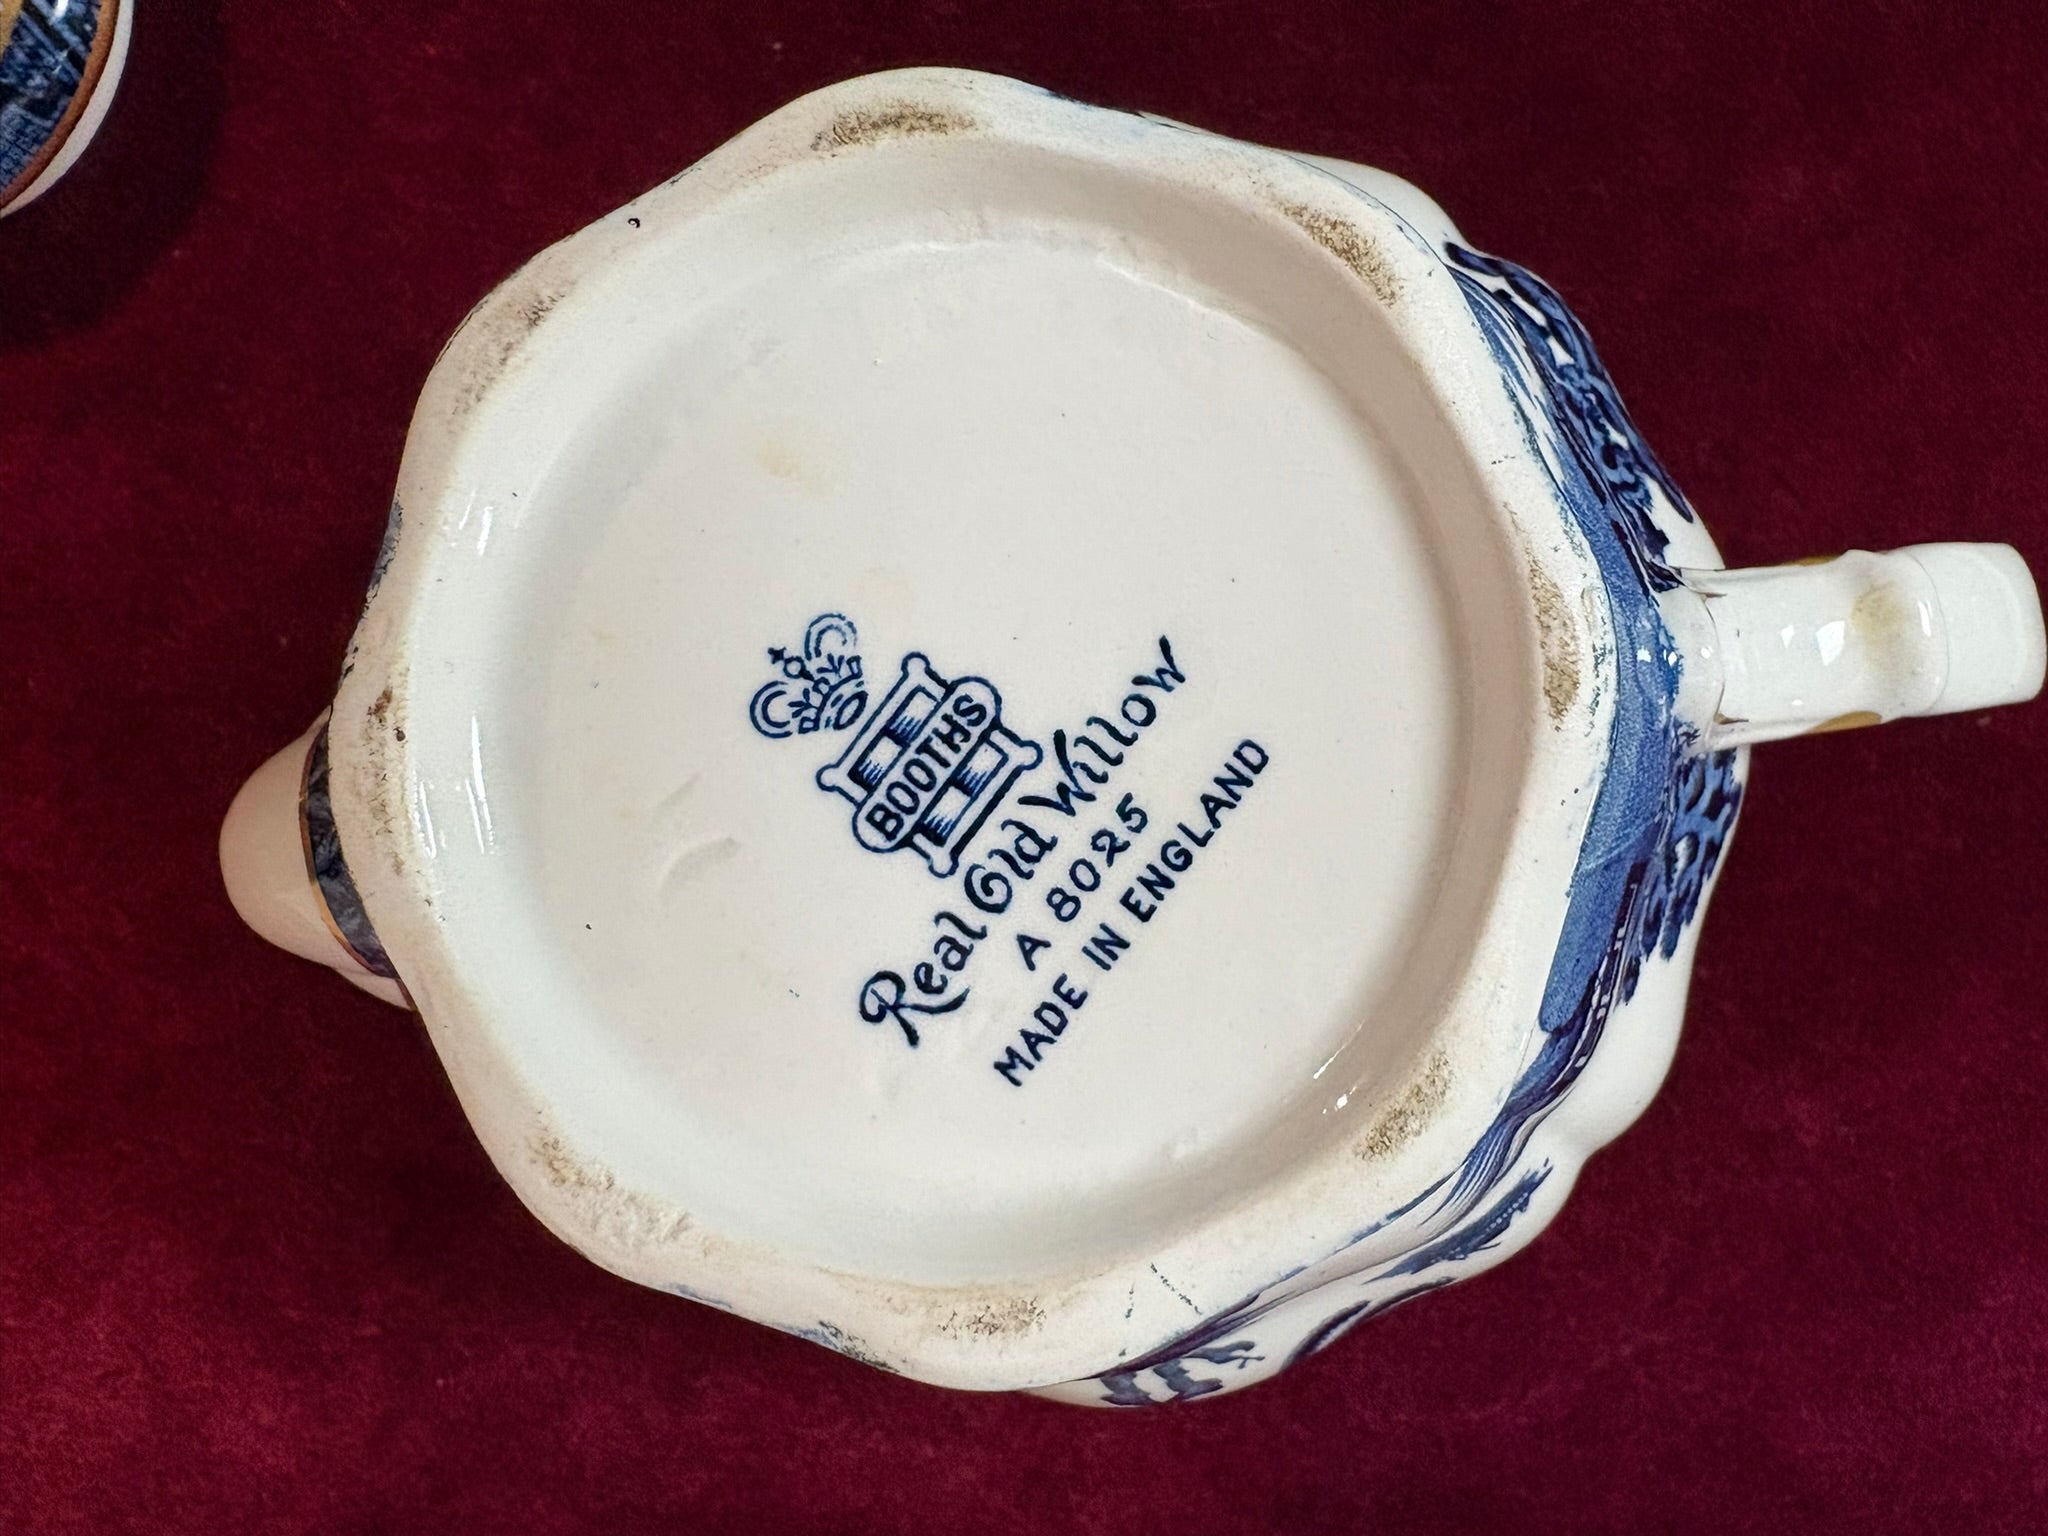 BOOTHS
Real Old Willow
A 8025
MADE IN ENGLAND